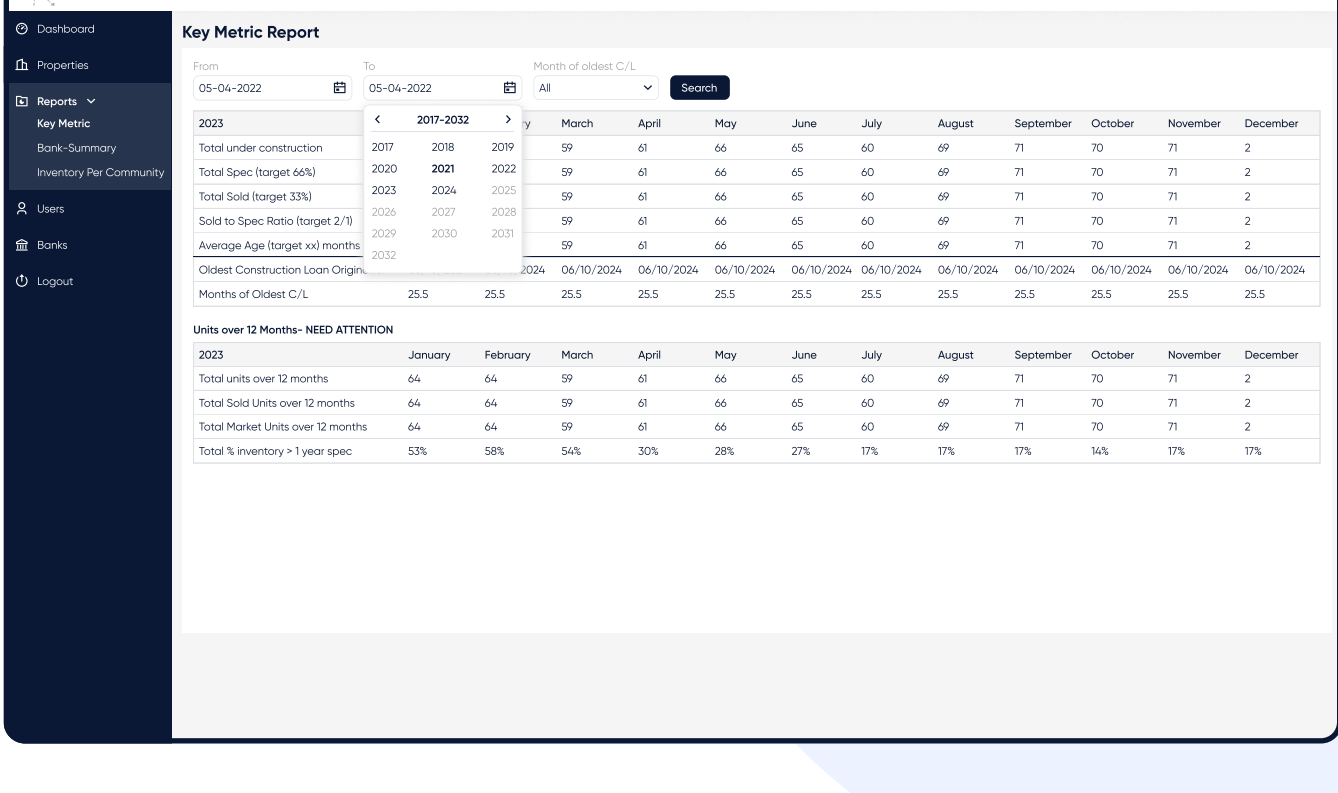 Dashboard
Properties
Reports
Key Metric
Bank-Summary
Inventory Per Community
Users
Banks
Logout
Key Metric Report
From To Month of oldest C/L
05-04-2022 05-04-2022 All Search
2017-2032
2017 2018 2019
2020 2021 2022
2023 2024 2025
2026 2027 2028
2029 2030 2031
2032
2023 March April May June July August September October November December
Total under construction 59 61 66 65 60 69 71 70 71 2
Total Spec (target 66%) 59 61 66 65 60 69 71 70 71 2
Total Sold (target 33%) 59 61 66 65 60 69 71 70 71 2
Sold to Spec Ratio (target 2/1) 59 61 66 65 60 69 71 70 71 2
Average Age (target xx) months 59 61 66 65 60 69 71 70 71 2
Oldest Construction Loan 2024 06/10/2024 06/10/2024 06/10/2024 06/10/2024 06/10/2024 06/10/2024 06/10/2024 06/10/2024 06/10/2024 06/10/2024
Months of Oldest C/L 25.5 25.5 25.5 25.5 25.5 25.5 25.5 25.5 25.5 25.5 25.5 25.5
Units over 12 Months- NEED ATTENTION
2023 January February March April May June July August September October November December
Total units over 12 months 64 64 59 61 66 65 60 69 71 70 71 2
Total Sold Units over 12 months 64 64 59 61 66 65 60 69 71 70 71 2
Total Market Units over 12 months 64 64 59 61 66 65 60 69 71 70 71 2
Total % inventory > 1 year spec 53% 58% 54% 30% 28% 27% 17% 17% 17% 14% 17% 17%